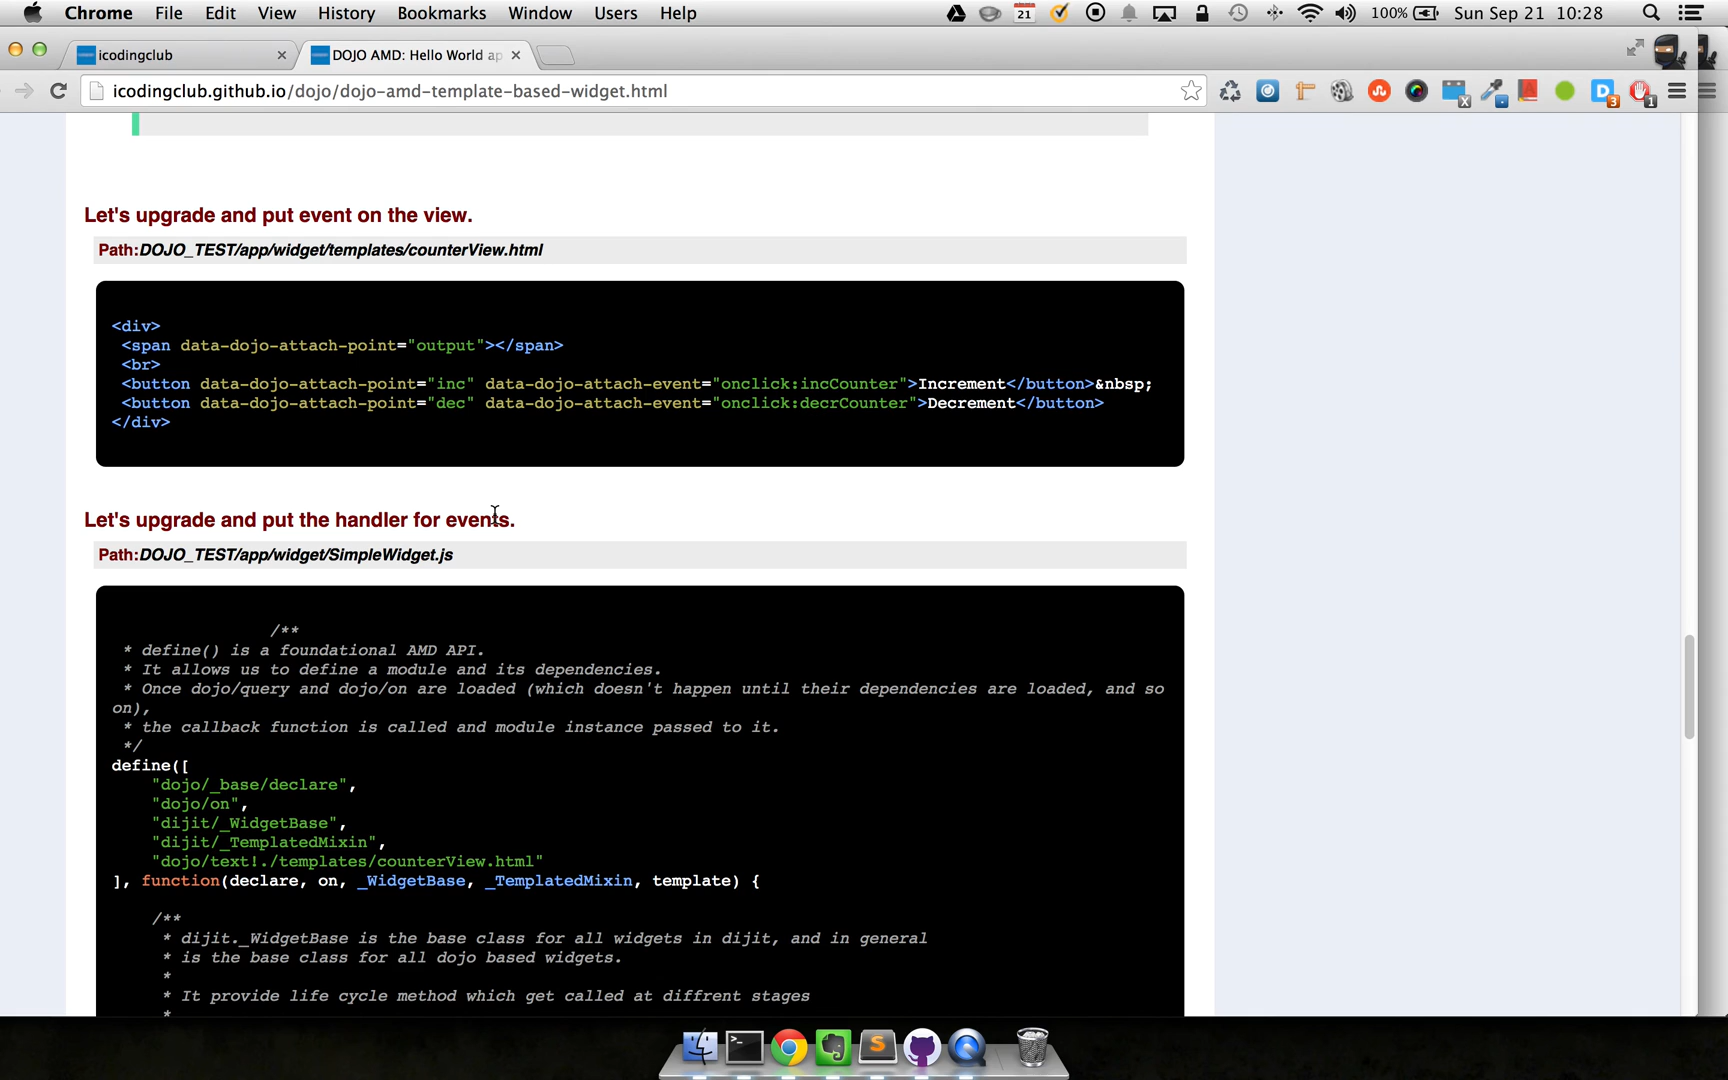 Chrome File Edit View History Bookmarks Window Users Help 21 100% Sun Sep 21 10:28
icodingclub
DOJO AMD: Hello World ap
icodingclub.github.io/dojo/dojo-amd-template-based-widget.html
Let's upgrade and put event on the view.
Path:DOJO_TEST/app/widget/templates/counterView.html
<div>
<span data-dojo-attach-point="output"></span>
<br>
<button data-dojo-attach-point="inc" data-dojo-attach-event="onclick:incCounter">Increment</button>&nbsp;
<button data-dojo-attach-point="dec" data-dojo-attach-event="onclick:decrCounter">Decrement</button>
</div>
Let's upgrade and put the handler for events.
Path:DOJO_TEST/app/widget/SimpleWidget.js
/**
* define() is a foundational AMD API.
* It allows us to define a module and its dependencies.
* Once dojo/query and dojo/on are loaded (which doesn't happen until their dependencies are loaded, and so
on),
* the callback function is called and module instance passed to it.
*/
define([
"dojo/_base/declare",
"dojo/on",
"dijit/_WidgetBase",
"dijit/_TemplatedMixin",
"dojo/text!./templates/counterView.html"
], function(declare, on, _WidgetBase, _TemplatedMixin, template) {
/**
* dijit._WidgetBase is the base class for all widgets in dijit, and in general
* is the base class for all dojo based widgets.
*
* It provide life cycle method which get called at diffrent stages
*